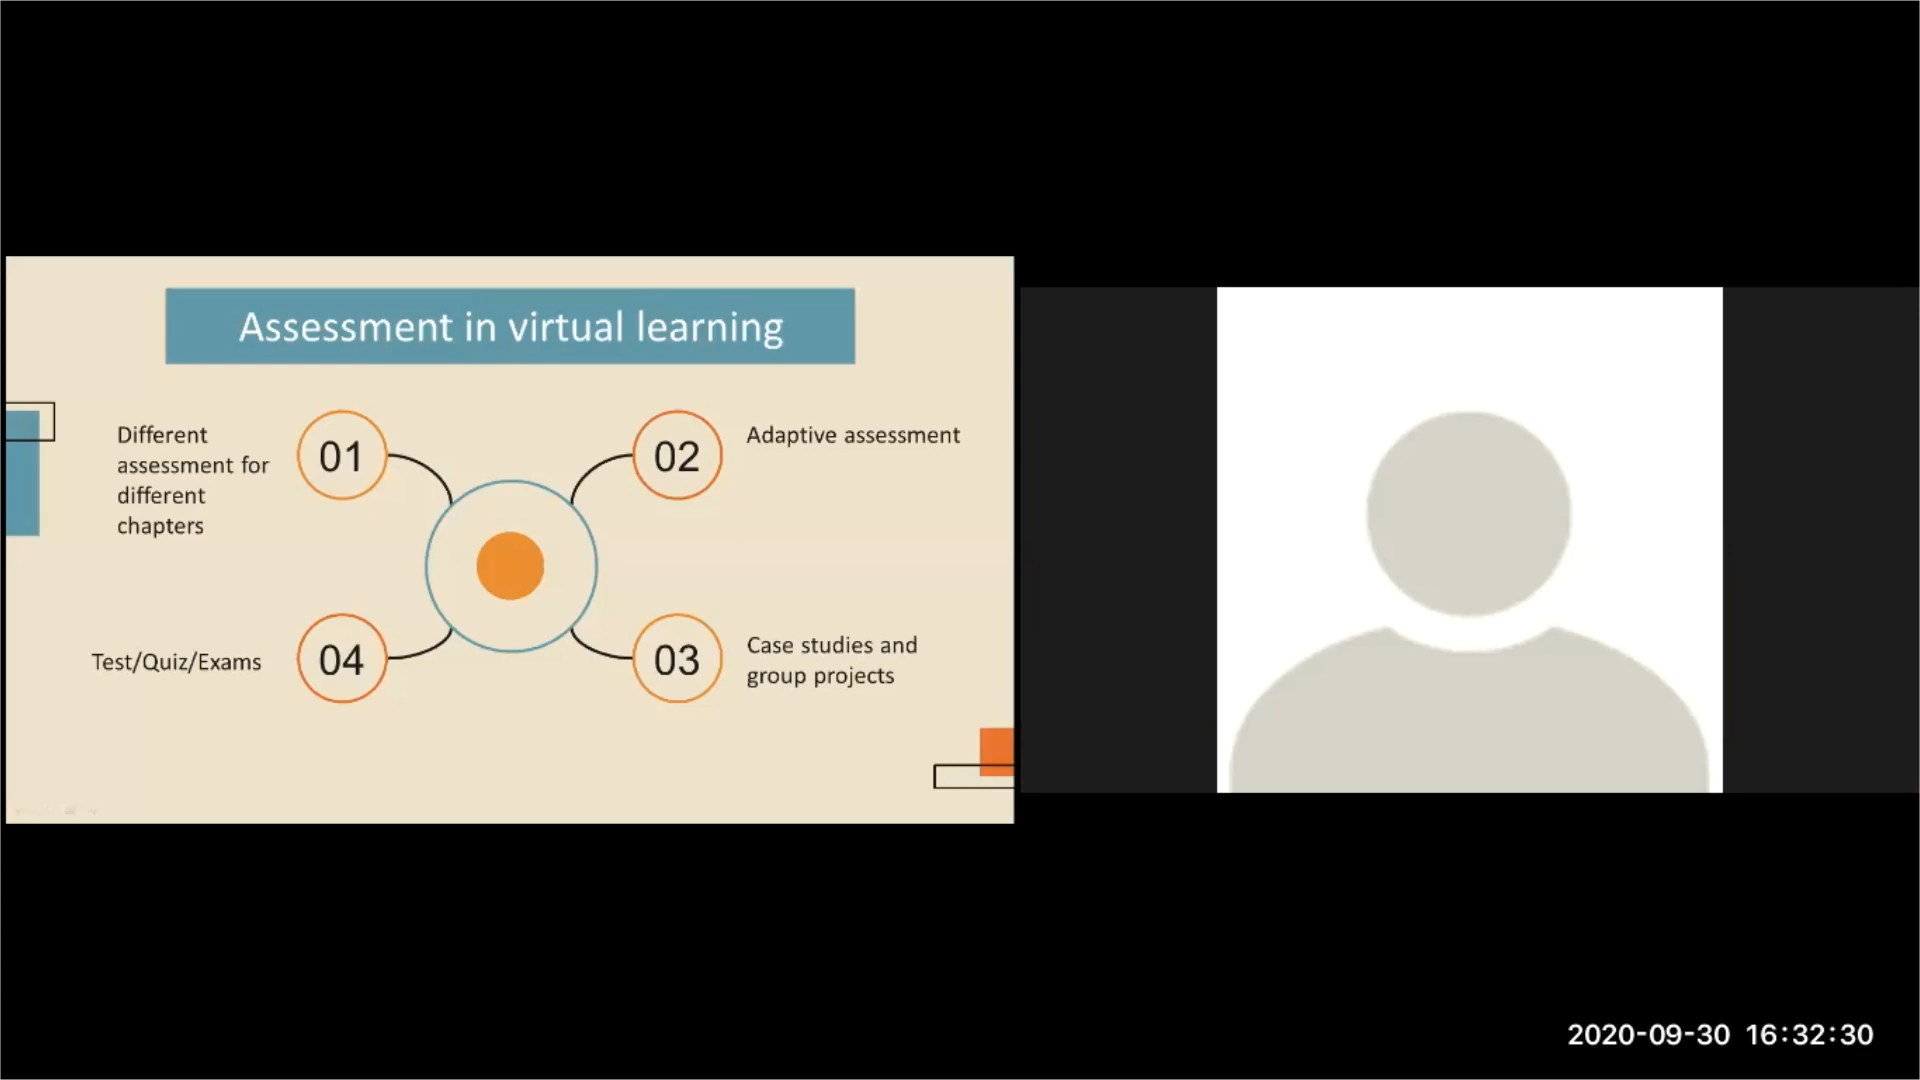 Assessment in virtual learning
01
Different
assessment for
different
chapters
02
Adaptive assessment
04
Test/Quiz/Exams
03
Case studies and
group projects
2020-09-30 16:32:30